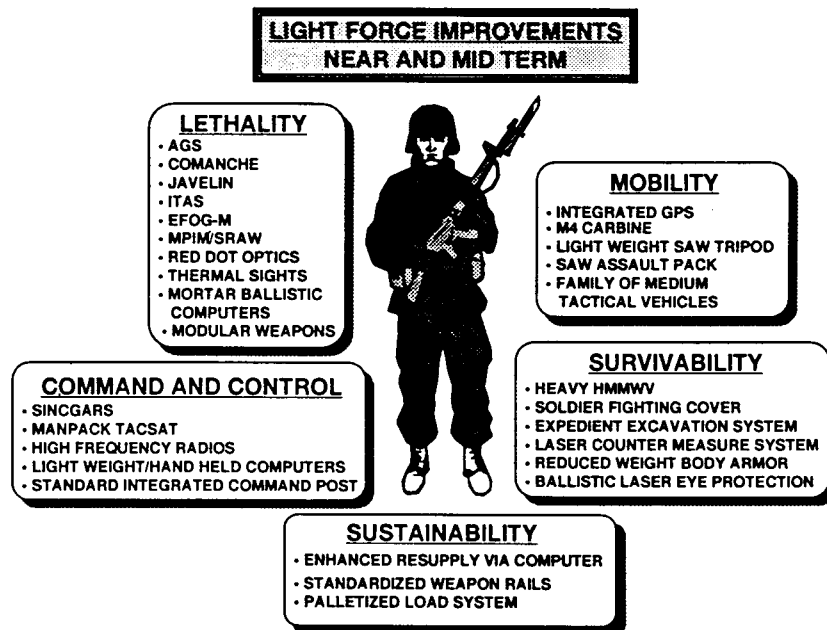 LIGHT FORCE IMPROVEMENTS
NEAR AND MID TERM
LETHALITY
· AGS
· COMANCHE
· JAVELIN
· ITAS
· EFOG-M
· MPIM/SRAW
· RED DOT OPTICS
· THERMAL SIGHTS
· MORTAR BALLISTIC
COMPUTERS
· MODULAR WEAPONS
MOBILITY
· INTEGRATED GPS
· M4 CARBINE
· LIGHT WEIGHT SAW TRIPOD
· SAW ASSAULT PACK
· FAMILY OF MEDIUM
TACTICAL VEHICLES
COMMAND AND CONTROL
· SINCGARS
· MANPACK TACSAT
· HIGH FREQUENCY RADIOS
· LIGHT WEIGHT/HAND HELD COMPUTERS
· STANDARD INTEGRATED COMMAND POST
SURVIVABILITY
· HEAVY HMMWV
· SOLDIER FIGHTING COVER
· EXPEDIENT EXCAVATION SYSTEM
· LASER COUNTER MEASURE SYSTEM
· REDUCED WEIGHT BODY ARMOR
· BALLISTIC LASER EYE PROTECTION
SUSTAINABILITY
· ENHANCED RESUPPLY VIA COMPUTER
· STANDARDIZED WEAPON RAILS
· PALLETIZED LOAD SYSTEM